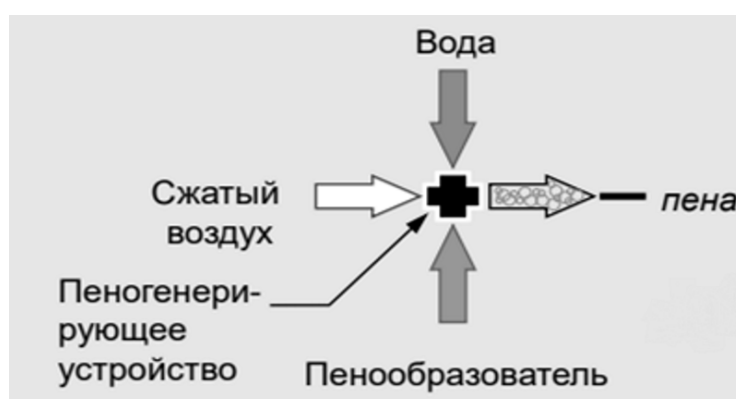 Вода
Сжатый
воздух
пена
Пеногенери-
рующее
устройство
Пенообразователь